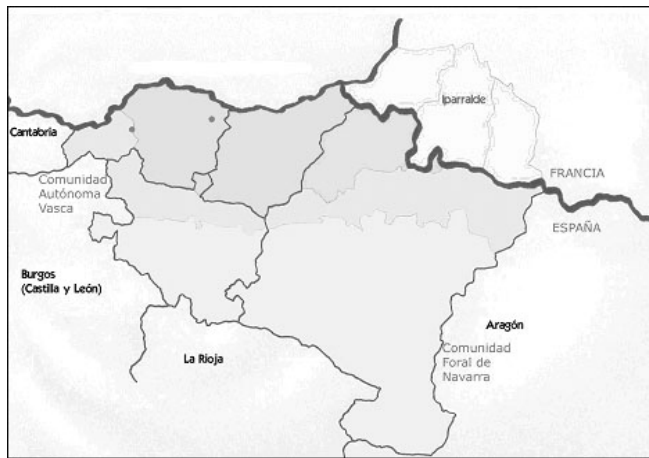 Iparralde
Cantabria
FRANCIA
Comunidad
Autónoma
Vasca
ESPAÑA
Burgos
(Castilla y León)
Aragón
La Rioja
Comunidad
Foral de
Navarra